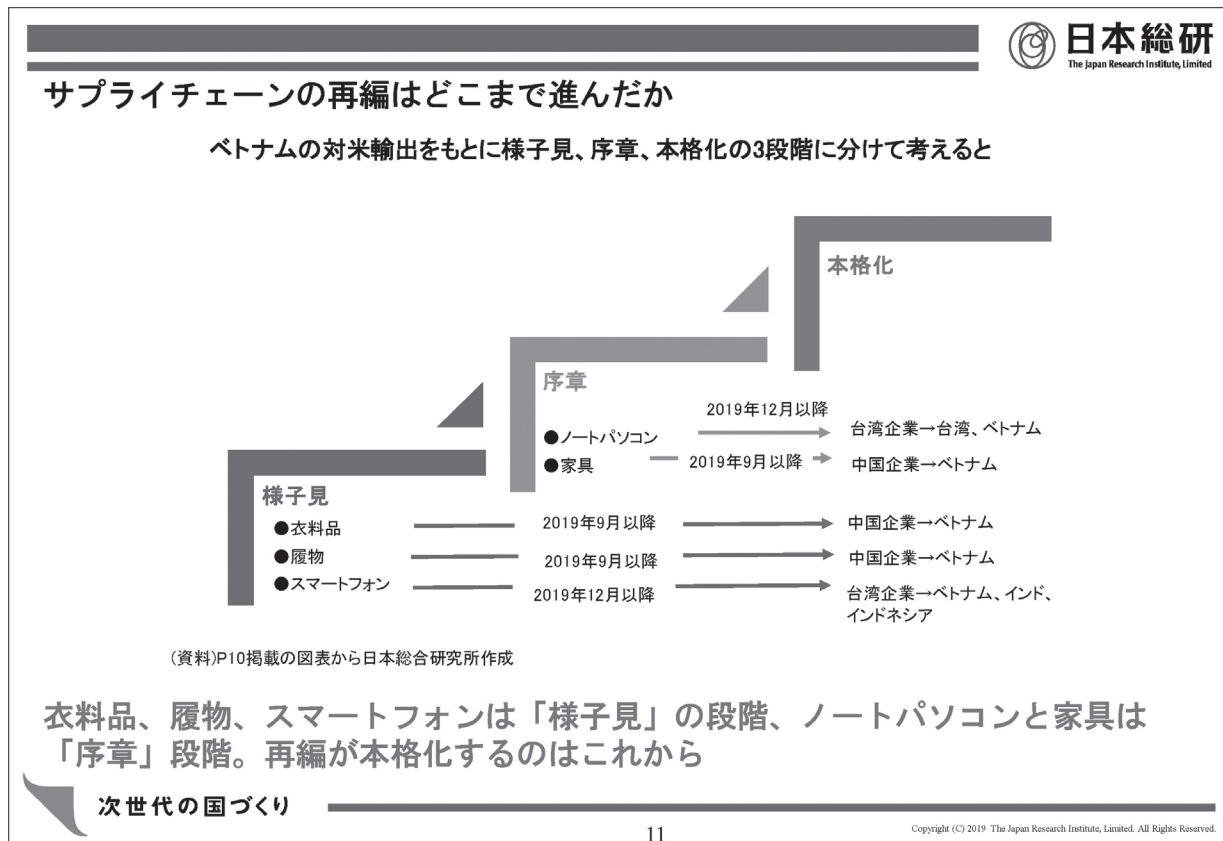 日本総研
The Japan Research Institute, Limited
サプライチェーンの再編はどこまで進んだか
ベトナムの対米輸出をもとに様子見、序章、本格化の3段階に分けて考えると
本格化
序章
●ノートパソコン 2019年12月以降 台湾企業→台湾、ベトナム
●家具 2019年9月以降 中国企業→ベトナム
様子見
●衣料品 2019年9月以降 中国企業→ベトナム
●履物 2019年9月以降 中国企業→ベトナム
●スマートフォン 2019年12月以降 台湾企業→ベトナム、インド、
インドネシア
(資料)P10掲載の図表から日本総合研究所作成
衣料品、履物、スマートフォンは「様子見」の段階、ノートパソコンと家具は
「序章」段階。再編が本格化するのはこれから
次世代の国づくり
11
Copyright (C) 2019 The Japan Research Institute, Limited. All Rights Reserved.